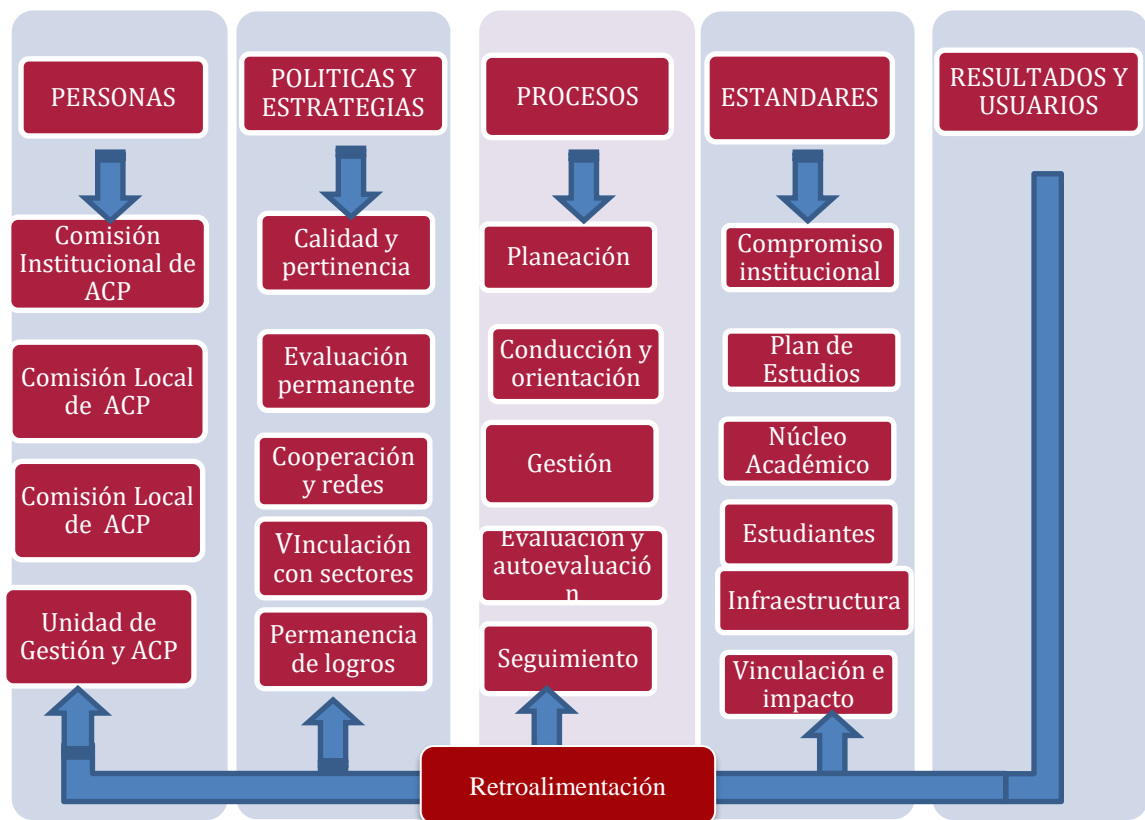 PERSONAS
Comisión
Institucional de
ACP
Comisión Local
de ACP
Comisión Local
de ACP
Unidad de
Gestión y ACP
POLITICAS Y
ESTRATEGIAS
Calidad y
pertinencia
Evaluación
permanente
Cooperación
y redes
VInculación
con sectores
Permanencia
de logros
PROCESOS
Planeación
Conducción y
orientación
Gestión
Evaluación y
autoevaluació
n
Seguimiento
ESTANDARES
Compromiso
institucional
Plan de
Estudios
Núcleo
Académico
Estudiantes
Infraestructura
Vinculación e
impacto
RESULTADOS Y
USUARIOS
Retroalimentación